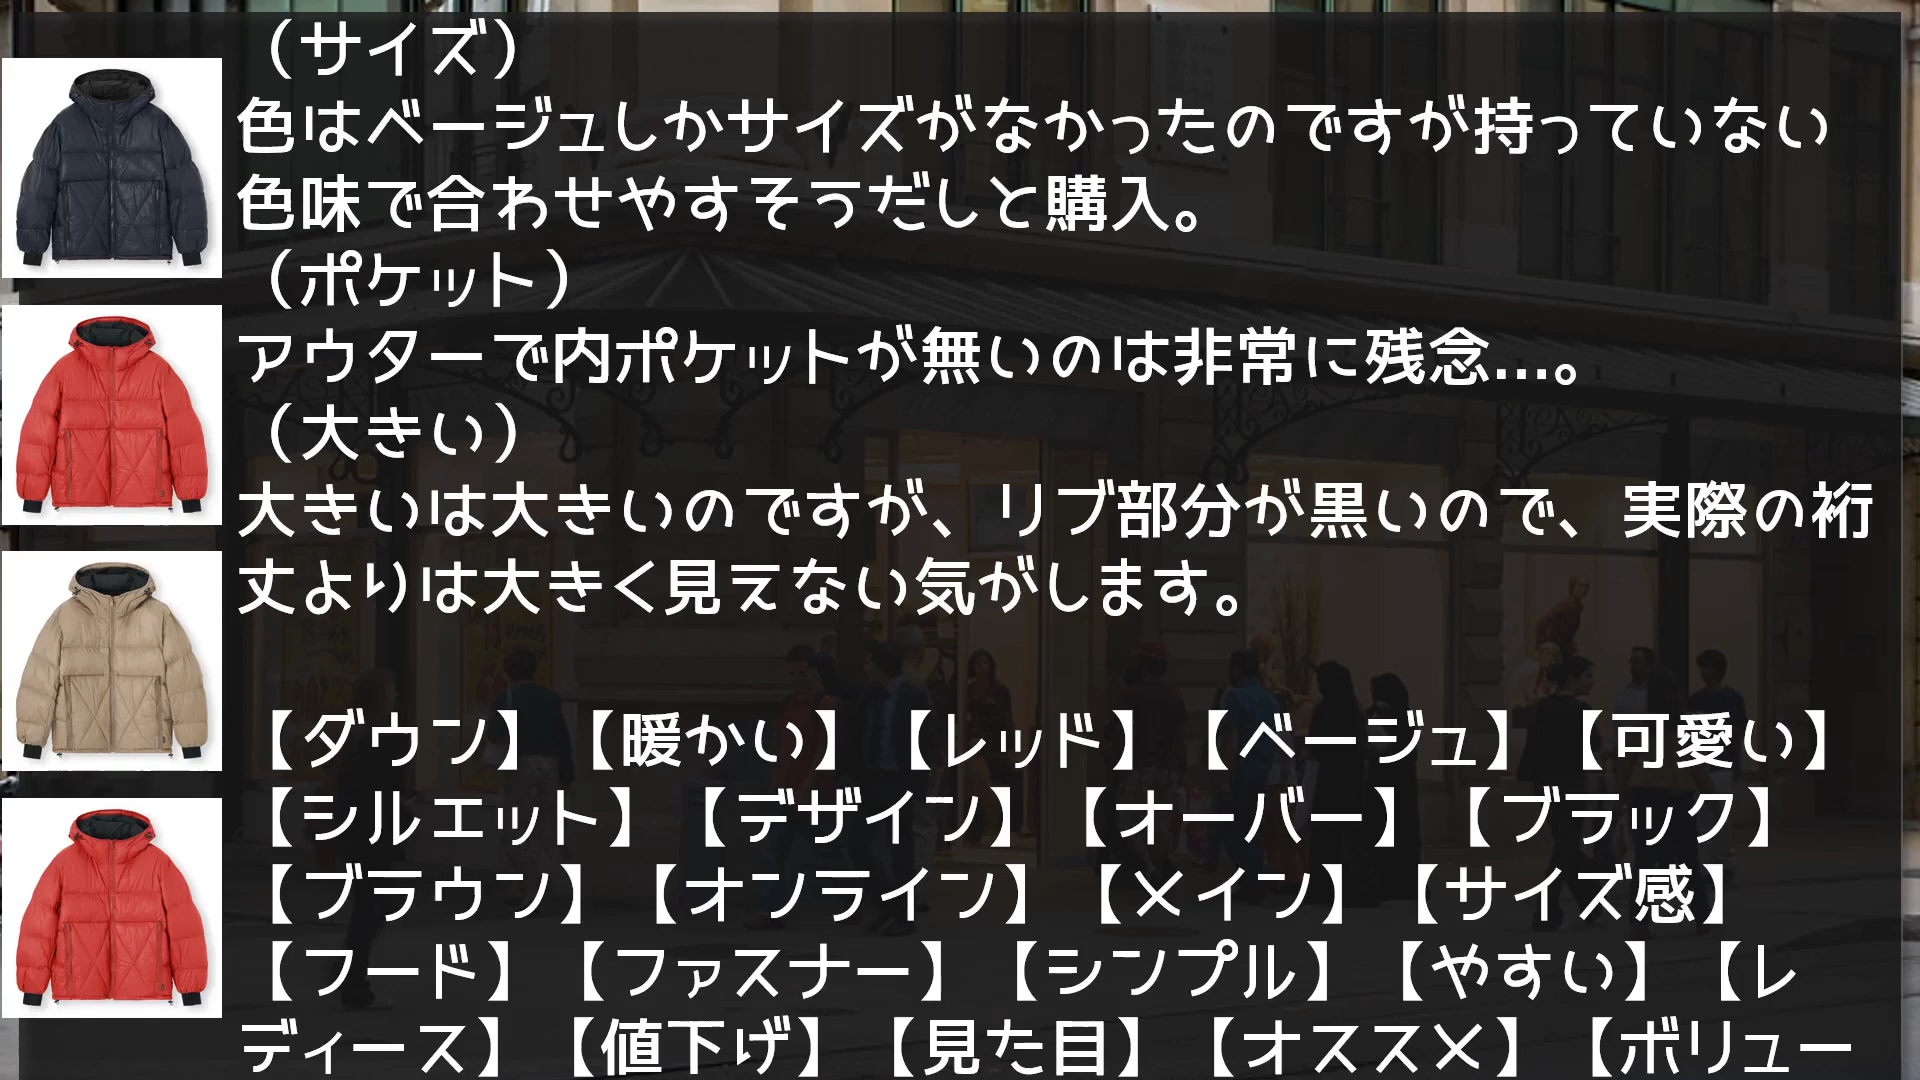 （サイズ）
色はベージュしかサイズがなかったのですが持っていない
色味で合わせやすそうだしと購入。
（ポケット）
アウターで内ポケットが無いのは非常に残念…。
（大きい）
大きいは大きいのですが、リブ部分が黒いので、実際の裄
丈よりは大きく見えない気がします。
【ダウン】【暖かい】【レッド】【ベージュ】【可愛い】
【シルエット】【デザイン】【オーバー】【ブラック】
【ブラウン】【オンライン】【メイン】【サイズ感】
【フード】【ファスナー】【シンプル】【やすい】【レ
ディース】【値下げ】【見た目】【オススメ】【ボリュー